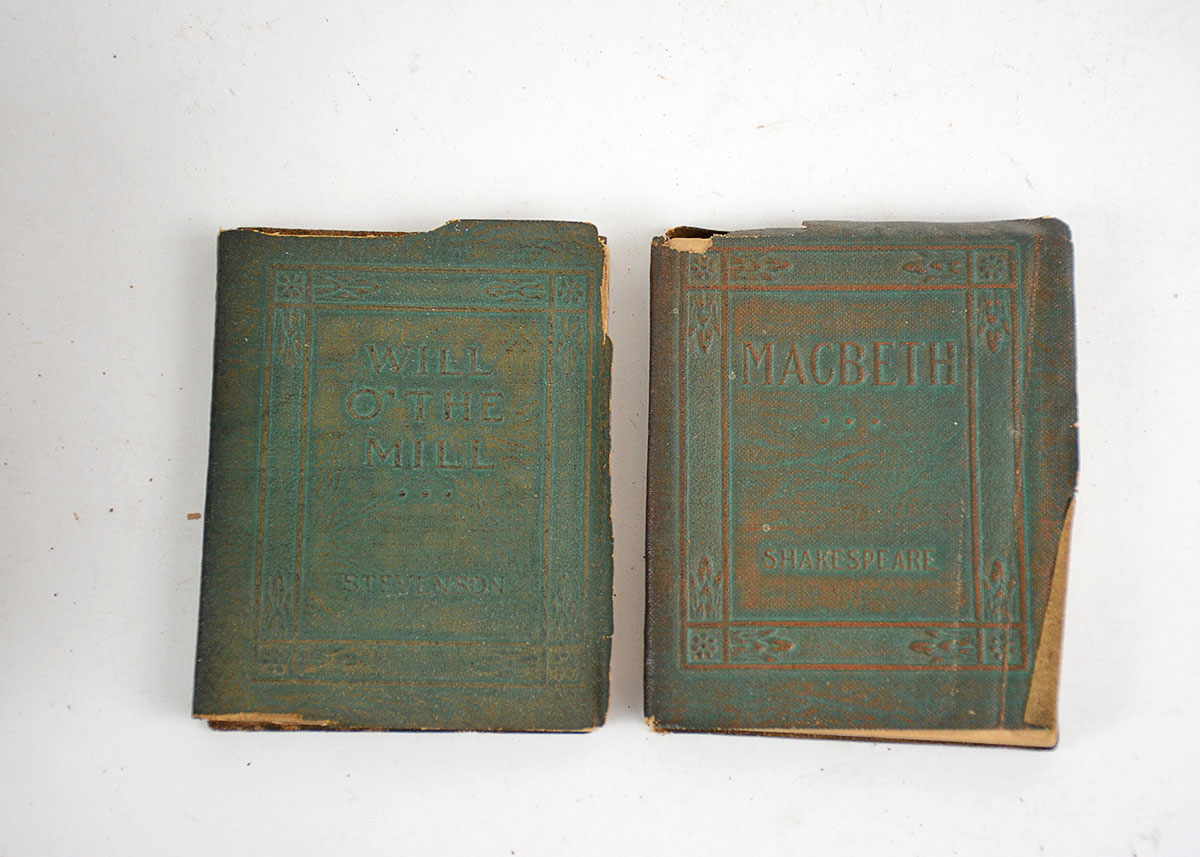 WILL
O' THE
MILL
...
STEVENSON
MACBETH
...
SHAKESPEARE